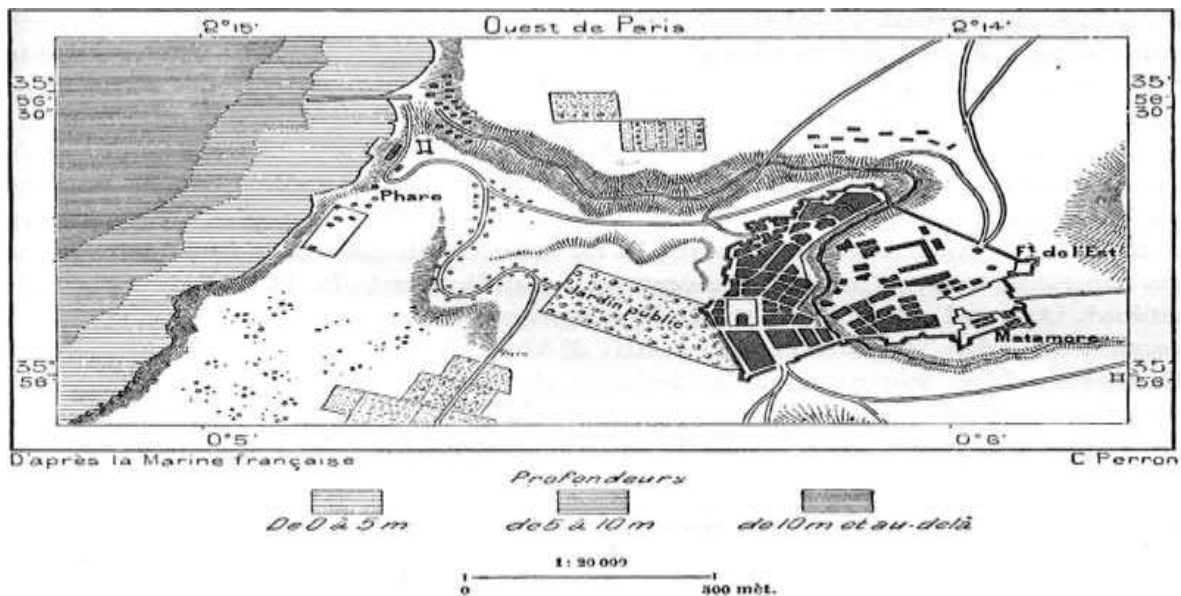 2°15' Ouest de Paris 2°14'
35° 56' 50"
35° 56' 50"
Phare
Ft. de l'Est
Jardin public
Matamore
35° 56'
35° 56'
0°5' 0°6'
D'après la Marine française C Perron
Profondeurs
De 0 à 5 m de 5 à 10 m de 10 m et au-delà
1 : 20 000
0 500 mèt.